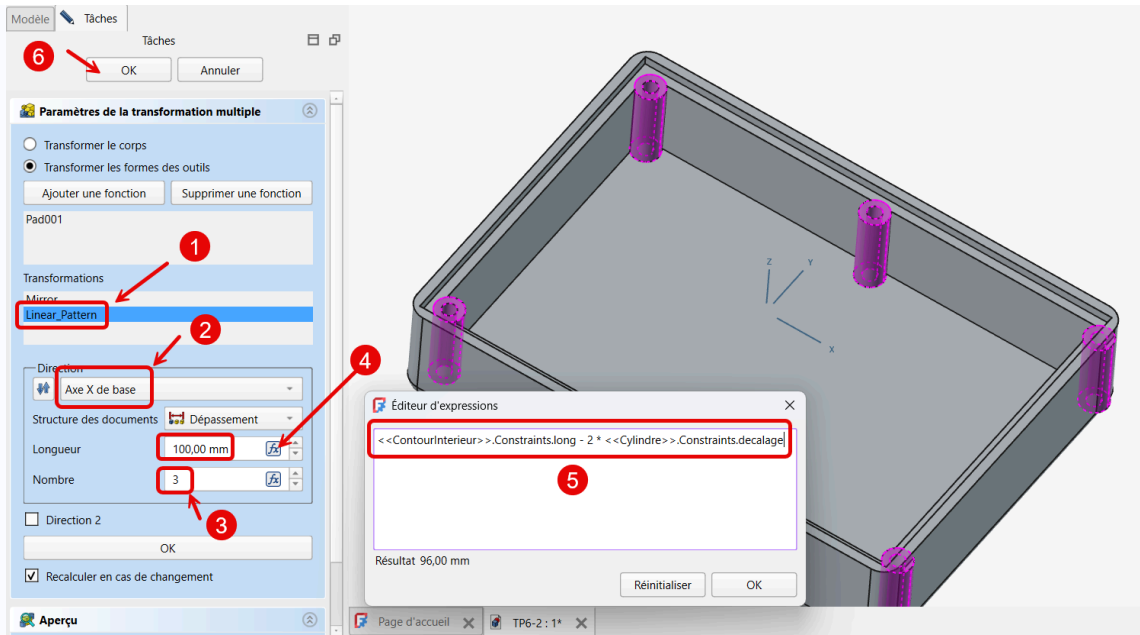 Modèle Tâches
Tâches
6
OK Annuler
Paramètres de la transformation multiple
Transformer le corps
Transformer les formes des outils
Ajouter une fonction Supprimer une fonction
Pad001
1
Transformations
Mirror
Linear_Pattern
2
Direction
Axe X de base
4
Structure des documents Dépassement
Longueur 100,00 mm fx
Nombre 3 fx
3
Direction 2
OK
Recalculer en cas de changement
Aperçu
Z Y
X
Éditeur d'expressions
<<ContourInterieur>>.Constraints.long - 2 * <<Cylindre>>.Constraints.decalage
5
Résultat 96,00 mm
Réinitialiser OK
Page d'accueil TP6-2 : 1*